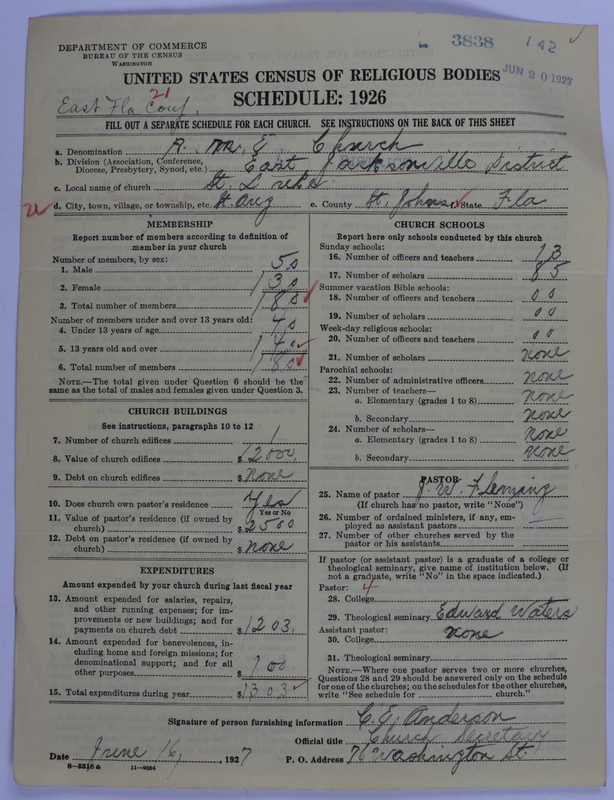 DEPARTMENT OF COMMERCE
BUREAU OF THE CENSUS
WASHINGTON
3838 142 ✓
JUN 20 1927
UNITED STATES CENSUS OF RELIGIOUS BODIES
SCHEDULE: 1926
21
East Fla Conf.
FILL OUT A SEPARATE SCHEDULE FOR EACH CHURCH. SEE INSTRUCTIONS ON THE BACK OF THIS SHEET
a. Denomination A. M. E. Church
b. Division (Association, Conference, Diocese, Presbytery, Synod, etc.) East Jacksonville District
c. Local name of church St. Lukes
d. City, town, village, or township, etc. St. Aug e. County St. Johns f. State Fla
MEMBERSHIP
Report number of members according to definition of member in your church
Number of members, by sex:
1. Male 50
2. Female 130
3. Total number of members 180 ✓
Number of members under and over 13 years old:
4. Under 13 years of age 40
5. 13 years old and over 140 ✓
6. Total number of members 180 ✓
NOTE.—The total given under Question 6 should be the same as the total of males and females given under Question 3.
CHURCH BUILDINGS
See instructions, paragraphs 10 to 12
7. Number of church edifices 1
8. Value of church edifices $ 12000
9. Debt on church edifices $ none
10. Does church own pastor's residence Yes
Yes or No
11. Value of pastor's residence (if owned by church) $ 2500
12. Debt on pastor's residence (if owned by church) $ none
EXPENDITURES
Amount expended by your church during last fiscal year
13. Amount expended for salaries, repairs, and other running expenses; for improvements or new buildings; and for payments on church debt $ 1203.
14. Amount expended for benevolences, including home and foreign missions; for denominational support; and for all other purposes $ 100
15. Total expenditures during year $ 1303 ✓
CHURCH SCHOOLS
Report here only schools conducted by this church
Sunday schools:
16. Number of officers and teachers 13
17. Number of scholars 85
Summer vacation Bible schools:
18. Number of officers and teachers 00
19. Number of scholars 00
Week-day religious schools:
20. Number of officers and teachers 00
21. Number of scholars none
Parochial schools:
22. Number of administrative officers none
23. Number of teachers—
a. Elementary (grades 1 to 8) none
b. Secondary none
24. Number of scholars—
a. Elementary (grades 1 to 8) none
b. Secondary none
PASTOR
25. Name of pastor J. W. Fleming
(If church has no pastor, write "None")
26. Number of ordained ministers, if any, employed as assistant pastors
27. Number of other churches served by the pastor or his assistants
If pastor (or assistant pastor) is a graduate of a college or theological seminary, give name of institution below. (If not a graduate, write "No" in the space indicated.)
Pastor: 4
28. College
29. Theological seminary Edward Waters
Assistant pastor: none
30. College
31. Theological seminary
NOTE.—Where one pastor serves two or more churches, Questions 28 and 29 should be answered only on the schedule for one of the churches; on the schedules for the other churches, write "See schedule for church."
Signature of person furnishing information C. E. Anderson
Official title Church Secretary
Date June 16, 1927 P. O. Address 76 Washington St.
8—5518a 11—9054